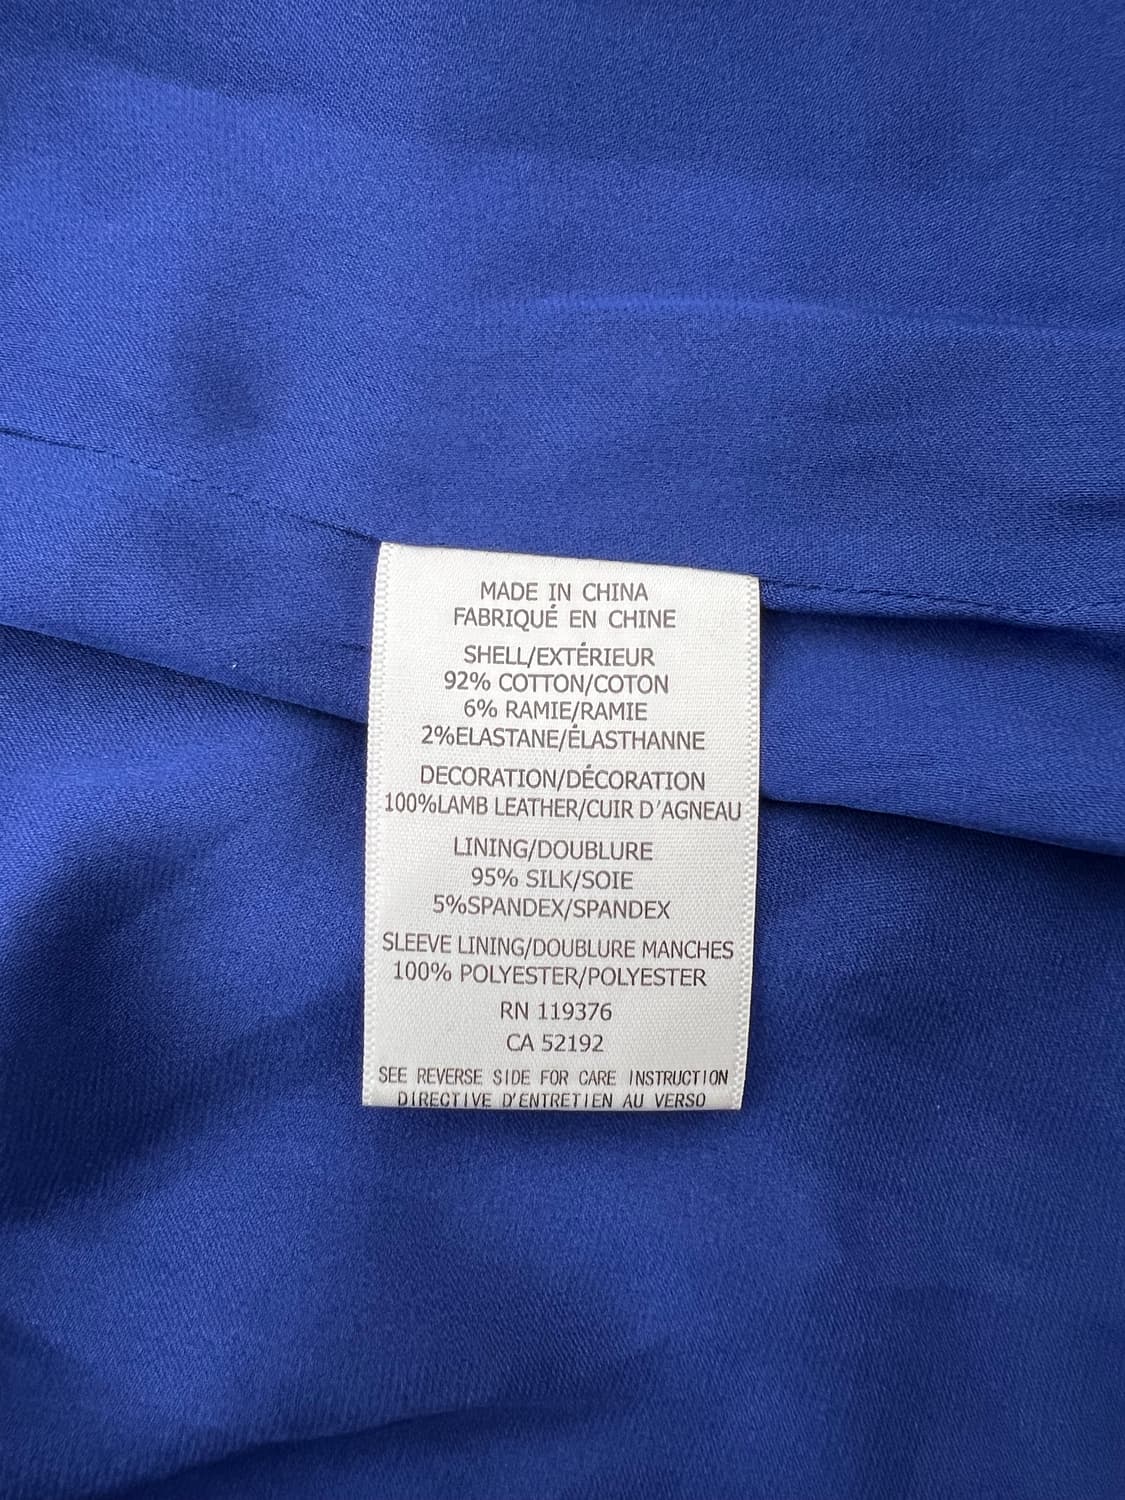 MADE IN CHINA
FABRIQUÉ EN CHINE
SHELL/EXTÉRIEUR
92% COTTON/COTON
6% RAMIE/RAMIE
2%ELASTANE/ÉLASTHANNE
DECORATION/DÉCORATION
100%LAMB LEATHER/CUIR D'AGNEAU
LINING/DOUBLURE
95% SILK/SOIE
5%SPANDEX/SPANDEX
SLEEVE LINING/DOUBLURE MANCHES
100% POLYESTER/POLYESTER
RN 119376
CA 52192
SEE REVERSE SIDE FOR CARE INSTRUCTION
DIRECTIVE D'ENTRETIEN AU VERSO